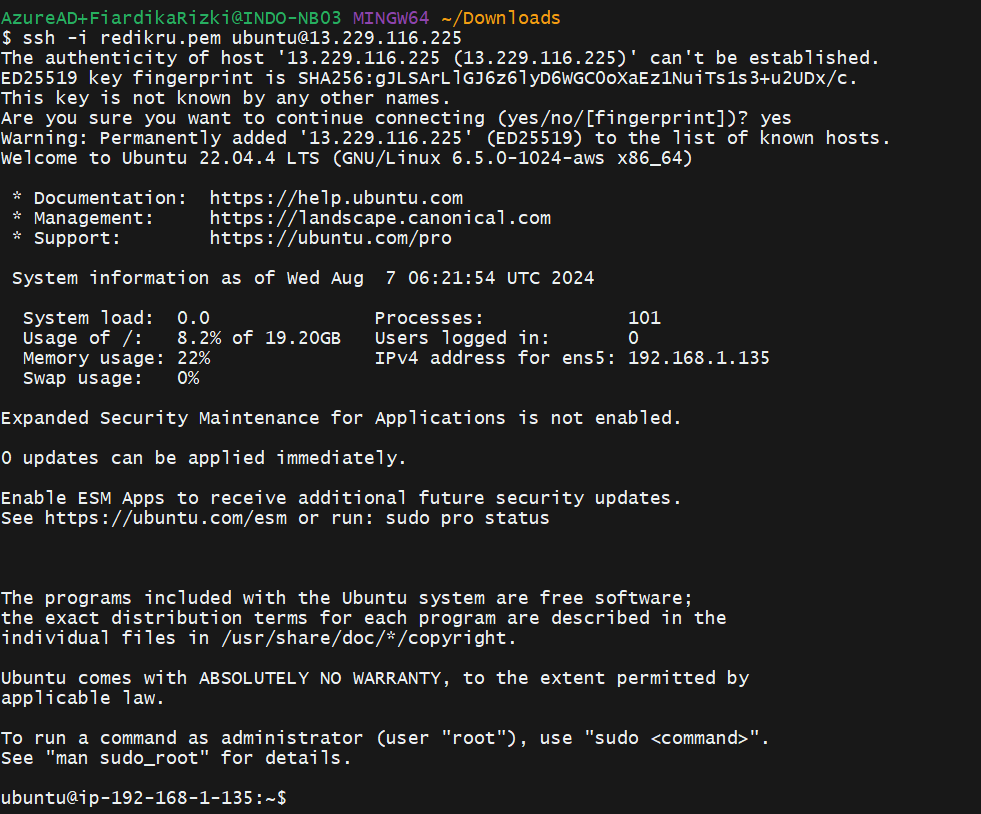 AzureAD+FiardikaRizki@INDO-NB03 MINGW64 ~/Downloads
$ ssh -i redikru.pem ubuntu@13.229.116.225
The authenticity of host '13.229.116.225 (13.229.116.225)' can't be established.
ED25519 key fingerprint is SHA256:gJLSArLlGJ6z6lyD6WGCOoXaEz1NuiTs1s3+u2UDx/c.
This key is not known by any other names.
Are you sure you want to continue connecting (yes/no/[fingerprint])? yes
Warning: Permanently added '13.229.116.225' (ED25519) to the list of known hosts.
Welcome to Ubuntu 22.04.4 LTS (GNU/Linux 6.5.0-1024-aws x86_64)

 * Documentation:  https://help.ubuntu.com
 * Management:     https://landscape.canonical.com
 * Support:        https://ubuntu.com/pro

 System information as of Wed Aug  7 06:21:54 UTC 2024

  System load:  0.0               Processes:             101
  Usage of /:   8.2% of 19.20GB   Users logged in:       0
  Memory usage: 22%               IPv4 address for ens5: 192.168.1.135
  Swap usage:   0%

Expanded Security Maintenance for Applications is not enabled.

0 updates can be applied immediately.

Enable ESM Apps to receive additional future security updates.
See https://ubuntu.com/esm or run: sudo pro status

The programs included with the Ubuntu system are free software;
the exact distribution terms for each program are described in the
individual files in /usr/share/doc/*/copyright.

Ubuntu comes with ABSOLUTELY NO WARRANTY, to the extent permitted by
applicable law.

To run a command as administrator (user "root"), use "sudo <command>".
See "man sudo_root" for details.

ubuntu@ip-192-168-1-135:~$